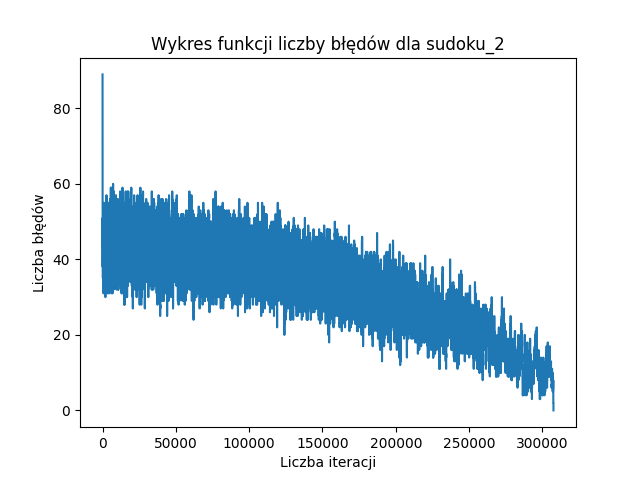 Wykres funkcji liczby błędów dla sudoku_2
Liczba błędów
80
60
40
20
0
0 50000 100000 150000 200000 250000 300000
Liczba iteracji